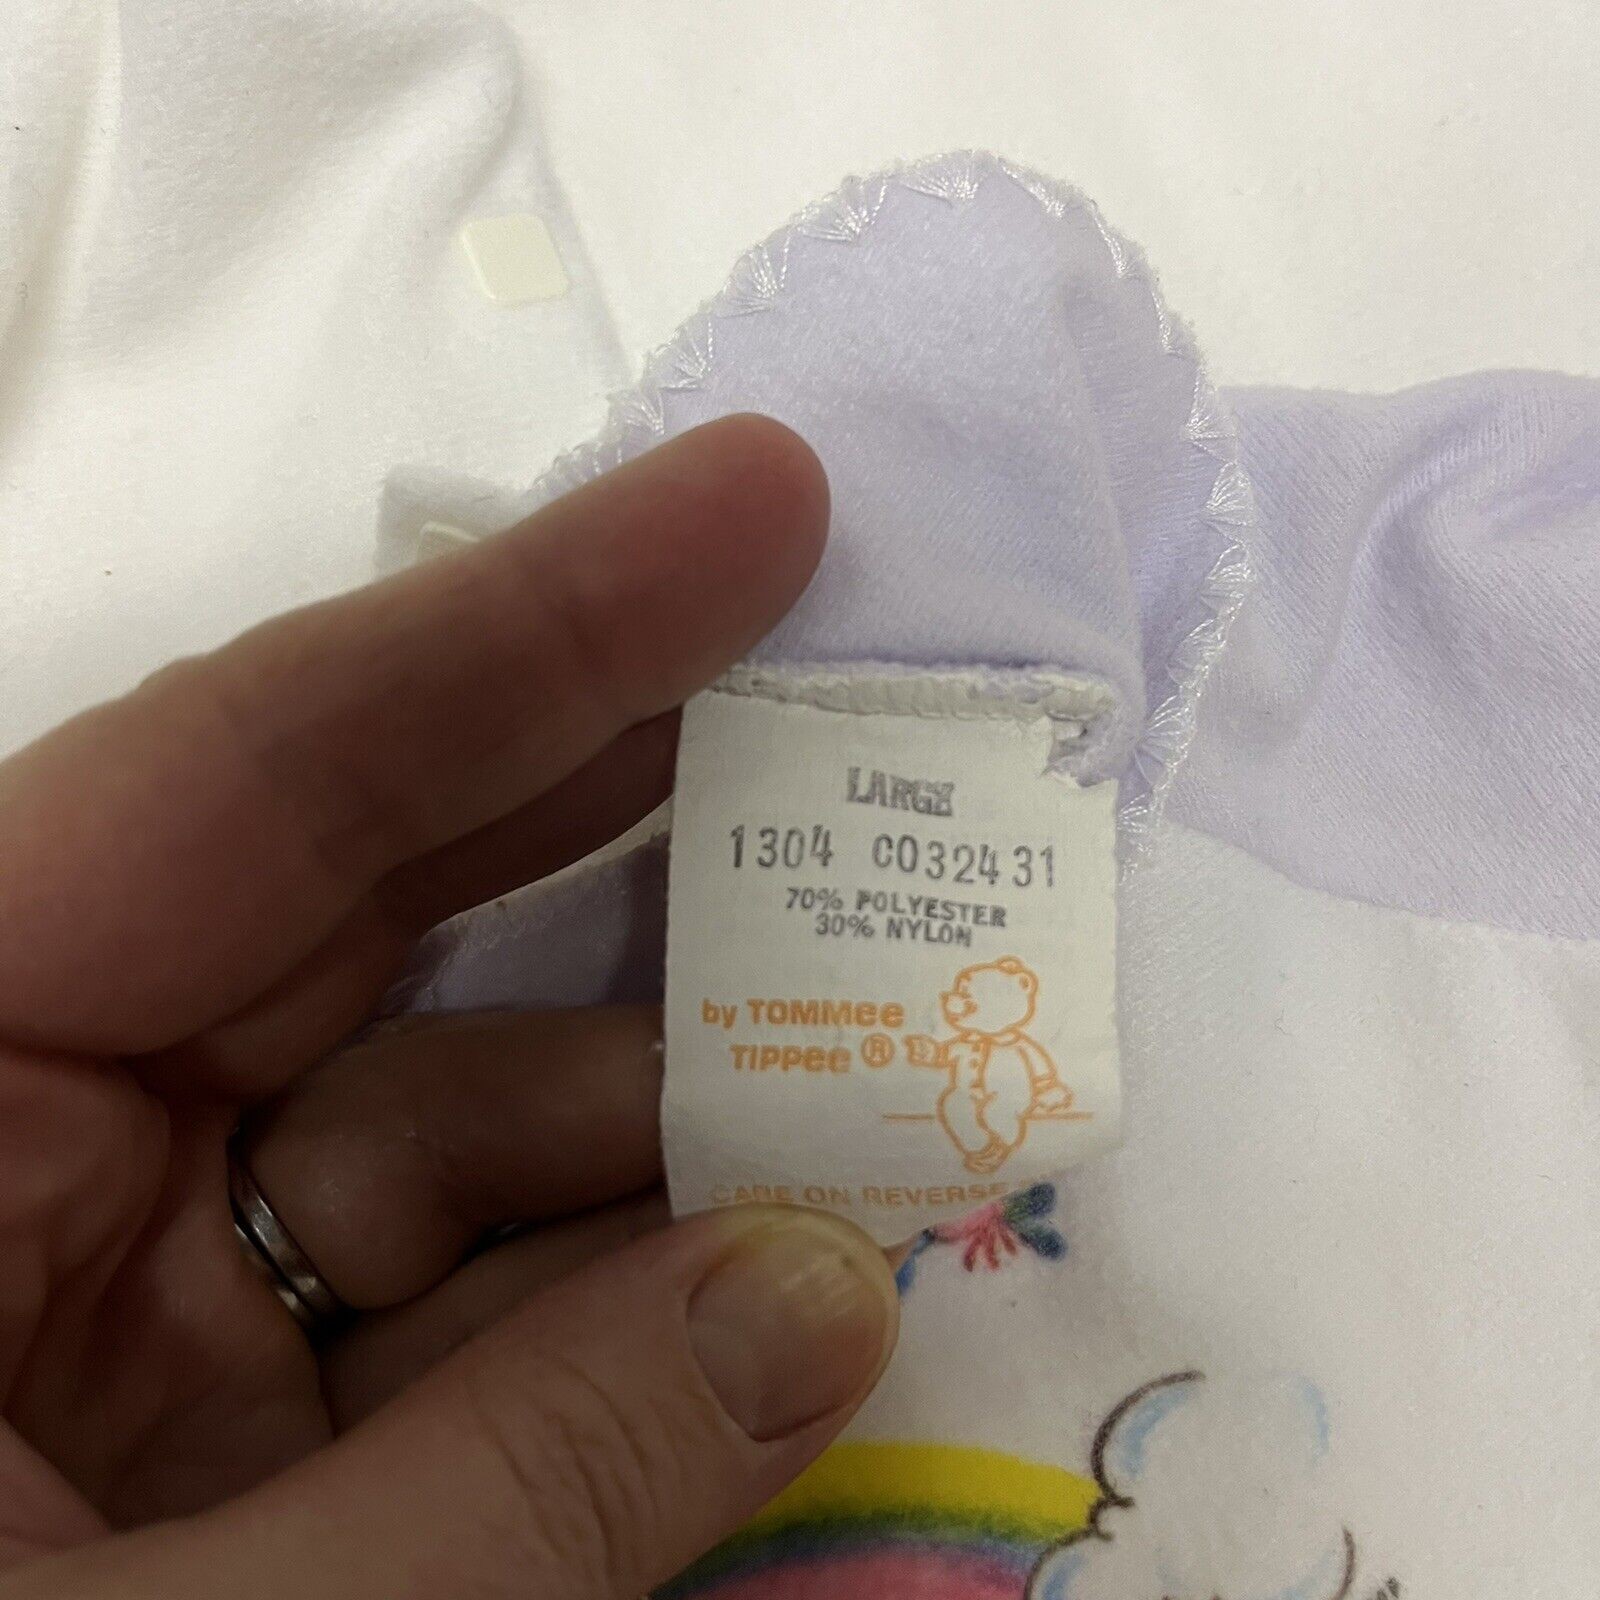 LARGE
1304 C032431
70% POLYESTER
30% NYLON
by TOMMee
TIPPee ®
CARE ON REVERSE